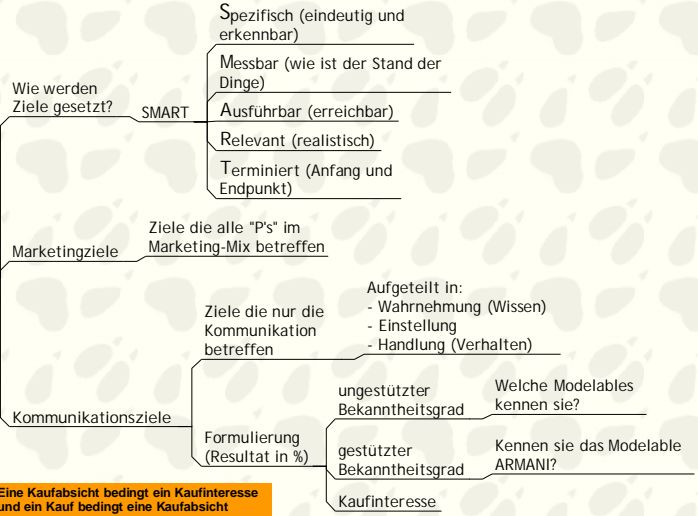 Wie werden
Ziele gesetzt?
SMART
Spezifisch (eindeutig und
erkennbar)
Messbar (wie ist der Stand der
Dinge)
Ausführbar (erreichbar)
Relevant (realistisch)
Terminiert (Anfang und
Endpunkt)
Marketingziele
Ziele die alle "P's" im
Marketing-Mix betreffen
Kommunikationsziele
Ziele die nur die
Kommunikation
betreffen
Aufgeteilt in:
- Wahrnehmung (Wissen)
- Einstellung
- Handlung (Verhalten)
Formulierung
(Resultat in %)
ungestützter
Bekanntheitsgrad
Welche Modelables
kennen sie?
gestützter
Bekanntheitsgrad
Kennen sie das Modelable
ARMANI?
Kaufinteresse
Eine Kaufabsicht bedingt ein Kaufinteresse
und ein Kauf bedingt eine Kaufabsicht